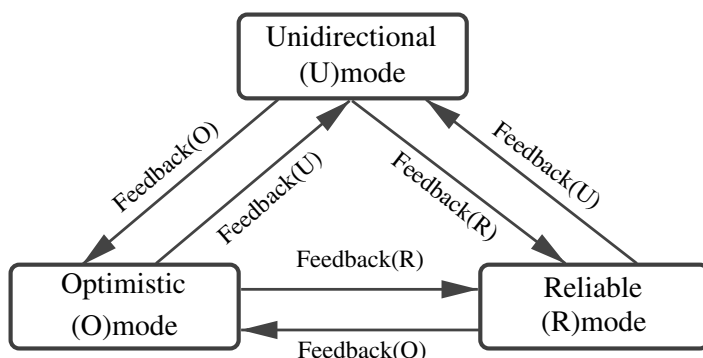 Unidirectional
(U)mode
Feedback(O)
Feedback(U)
Feedback(R)
Feedback(U)
Optimistic
(O)mode
Feedback(R)
Feedback(O)
Reliable
(R)mode